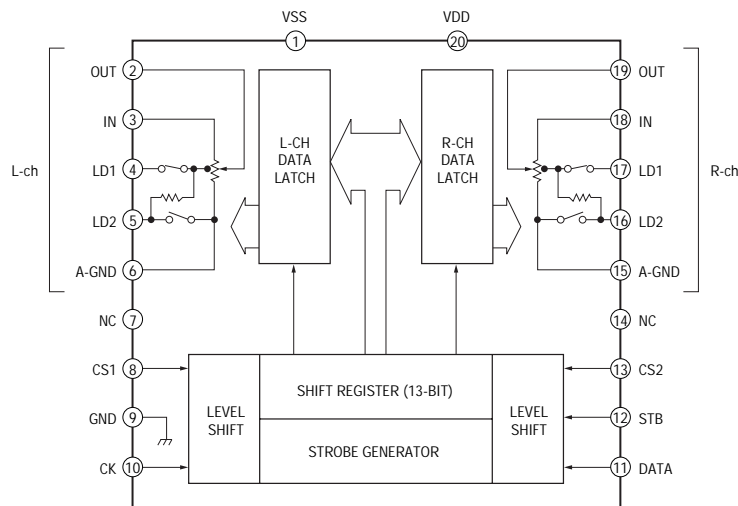 VSS
VDD
1
20
L-ch
OUT 2
IN 3
LD1 4
LD2 5
A-GND 6
NC 7
CS1 8
GND 9
CK 10
L-CH
DATA
LATCH
R-CH
DATA
LATCH
19 OUT
18 IN
17 LD1
16 LD2
15 A-GND
14 NC
13 CS2
12 STB
11 DATA
R-ch
LEVEL
SHIFT
SHIFT REGISTER (13-BIT)
STROBE GENERATOR
LEVEL
SHIFT